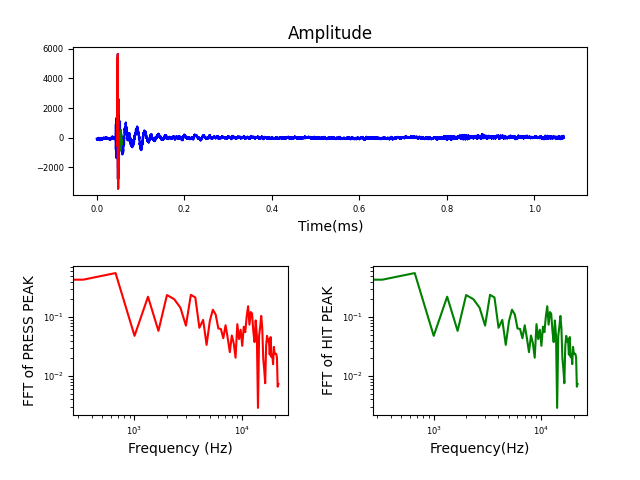 Amplitude
6000
4000
2000
0
−2000
0.0 0.2 0.4 0.6 0.8 1.0
Time(ms)
FFT of PRESS PEAK
10⁻¹
10⁻²
10³ 10⁴
Frequency (Hz)
FFT of HIT PEAK
10⁻¹
10⁻²
10³ 10⁴
Frequency(Hz)